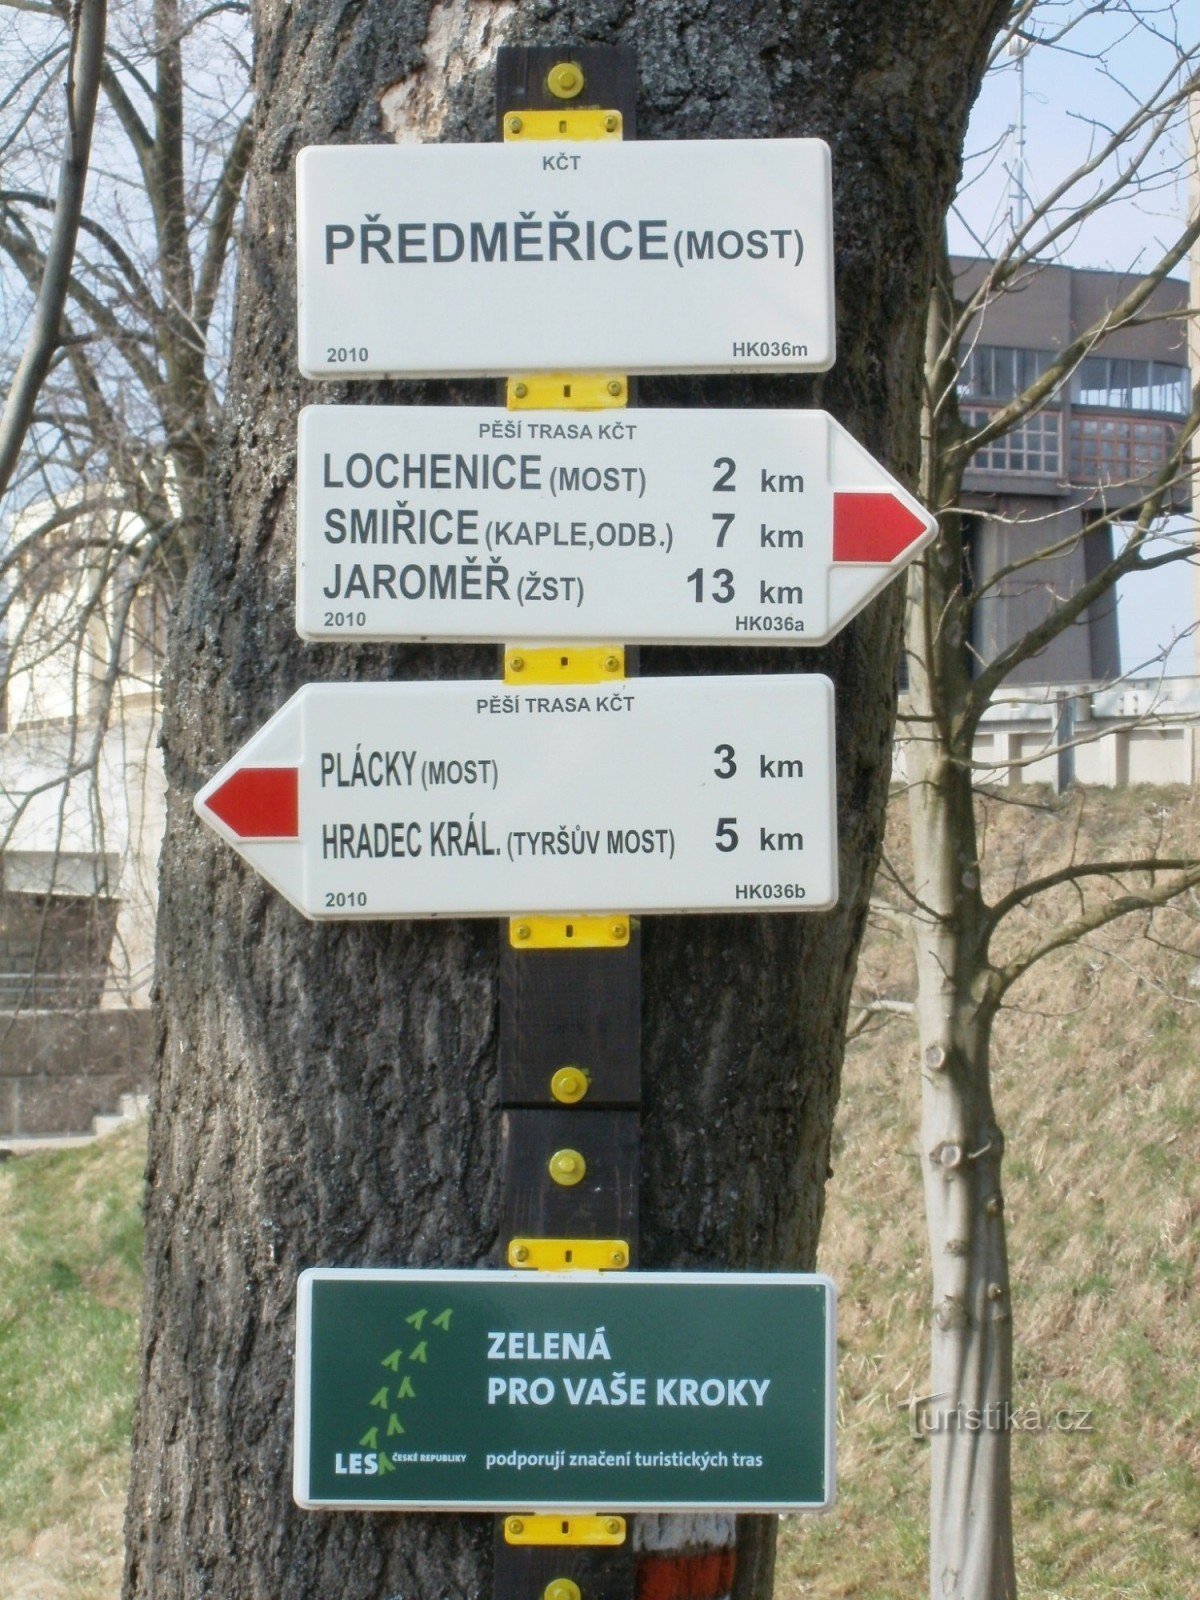 KČT
PŘEDMĚŘICE (MOST)
2010 HK036m
PĚŠÍ TRASA KČT
LOCHENICE (MOST) 2 km
SMIŘICE (KAPLE,ODB.) 7 km
JAROMĚŘ (ŽST) 13 km
2010 HK036a
PĚŠÍ TRASA KČT
PLÁCKY (MOST) 3 km
HRADEC KRÁL. (TYRŠŮV MOST) 5 km
2010 HK036b
ZELENÁ
PRO VAŠE KROKY
LESY ČESKÉ REPUBLIKY
podporují značení turistických tras
Turistika.cz